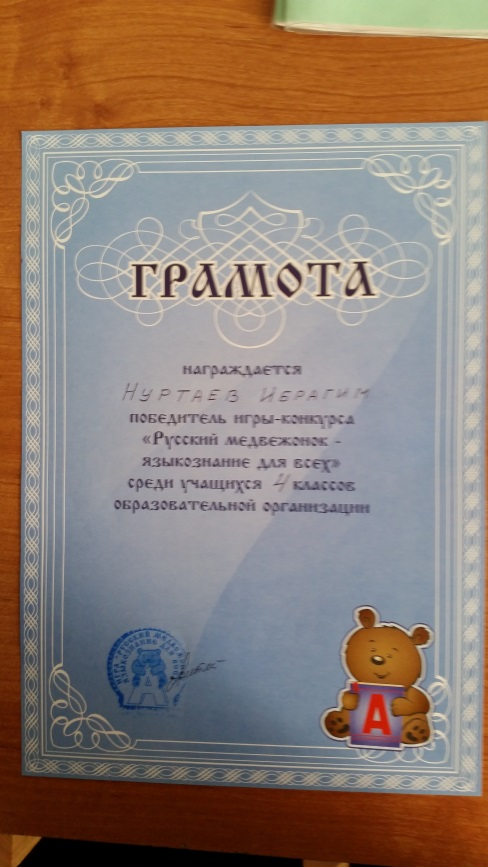 ГРАМОТА
награждается
Нуртаев Ибрагим
победитель игры-конкурса
«Русский медвежонок -
языкознание для всех»
среди учащихся 4 классов
образовательной организации
А
А